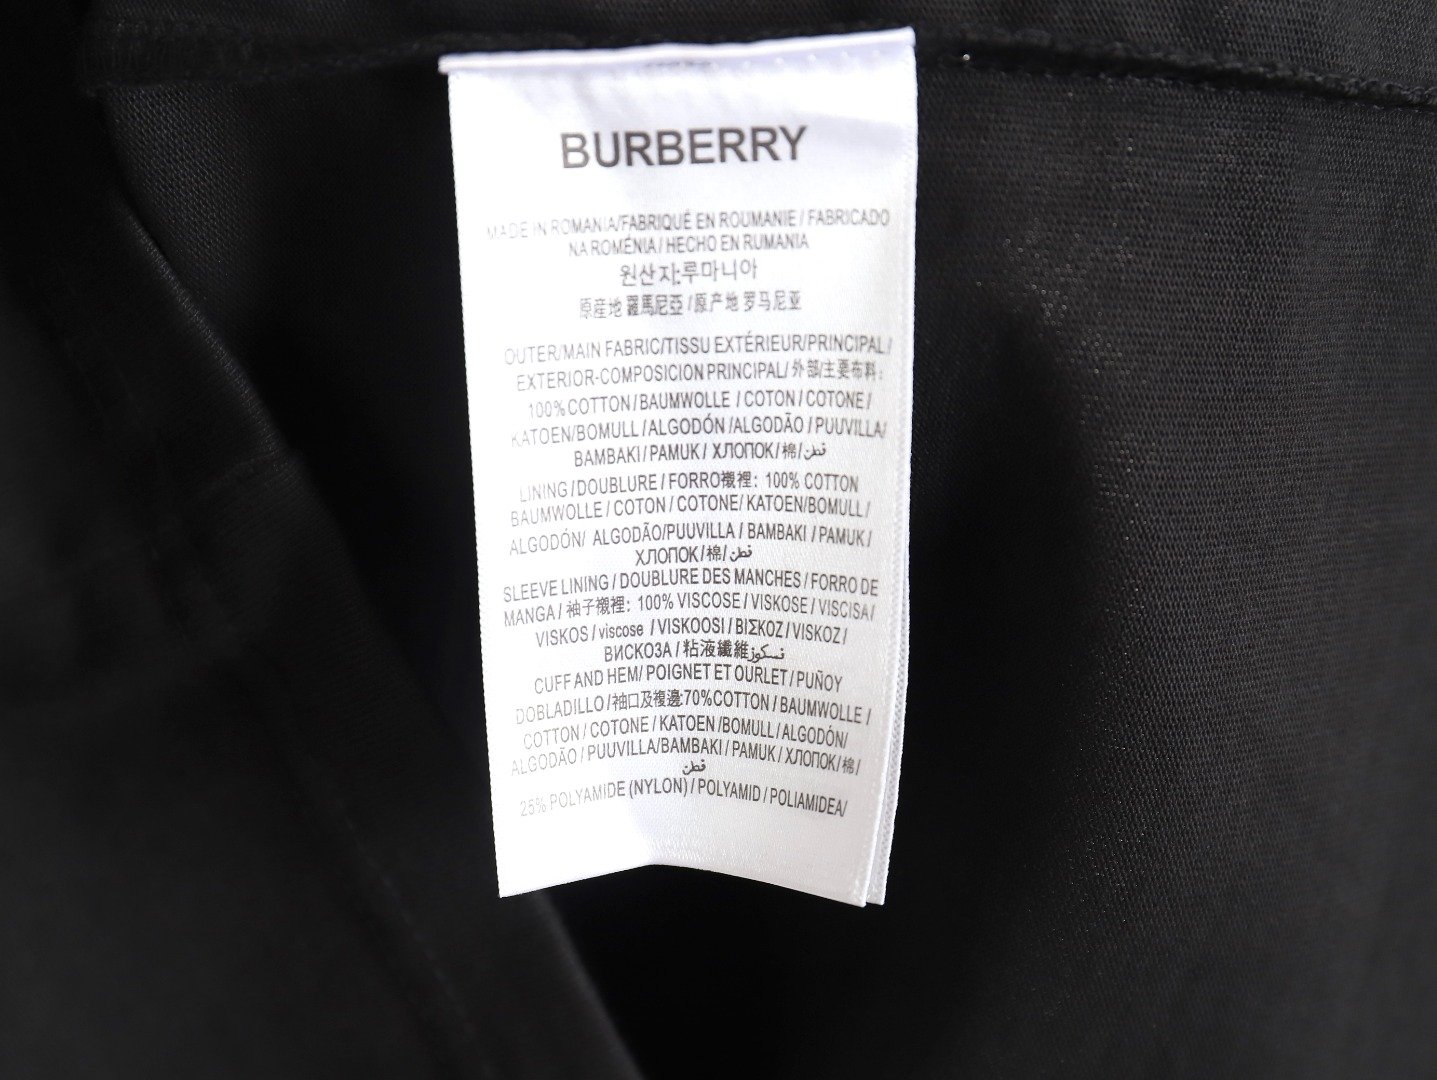 BURBERRY
MADE IN ROMANIA/FABRIQUÉ EN ROUMANIE / FABRICADO
NA ROMÉNIA / HECHO EN RUMANIA
원산지:루마니아
原産地 羅馬尼亞 / 原产地 罗马尼亚
OUTER/MAIN FABRIC/TISSU EXTÉRIEUR/PRINCIPAL /
EXTERIOR-COMPOSICION PRINCIPAL/ 外部/主要布料:
100% COTTON / BAUMWOLLE / COTON / COTONE /
KATOEN/BOMULL / ALGODÓN /ALGODÃO / PUUVILLA/
BAMBAKI / PAMUK / ХЛОПОК / 棉/ قطن
LINING / DOUBLURE / FORRO襯裡: 100% COTTON
BAUMWOLLE / COTON / COTONE/ KATOEN/BOMULL /
ALGODÓN/ ALGODÃO/PUUVILLA / BAMBAKI / PAMUK /
ХЛОПОК / 棉/ قطن
SLEEVE LINING / DOUBLURE DES MANCHES / FORRO DE
MANGA / 袖子襯裡: 100% VISCOSE / VISKOSE / VISCISA/
VISKOS / viscose / VISKOOSI / ΒΙΣΚΟΖ / VISKOZ /
ВИСКОЗА / 粘液纖維فسكوز
CUFF AND HEM/ POIGNET ET OURLET / PUÑOY
DOBLADILLO / 袖口及複邊:70% COTTON / BAUMWOLLE /
COTTON / COTONE / KATOEN /BOMULL / ALGODÓN/
ALGODÃO / PUUVILLA/BAMBAKI / PAMUK / ХЛОПОК/ 棉/
قطن
25% POLYAMIDE (NYLON) / POLYAMID / POLIAMIDEA/